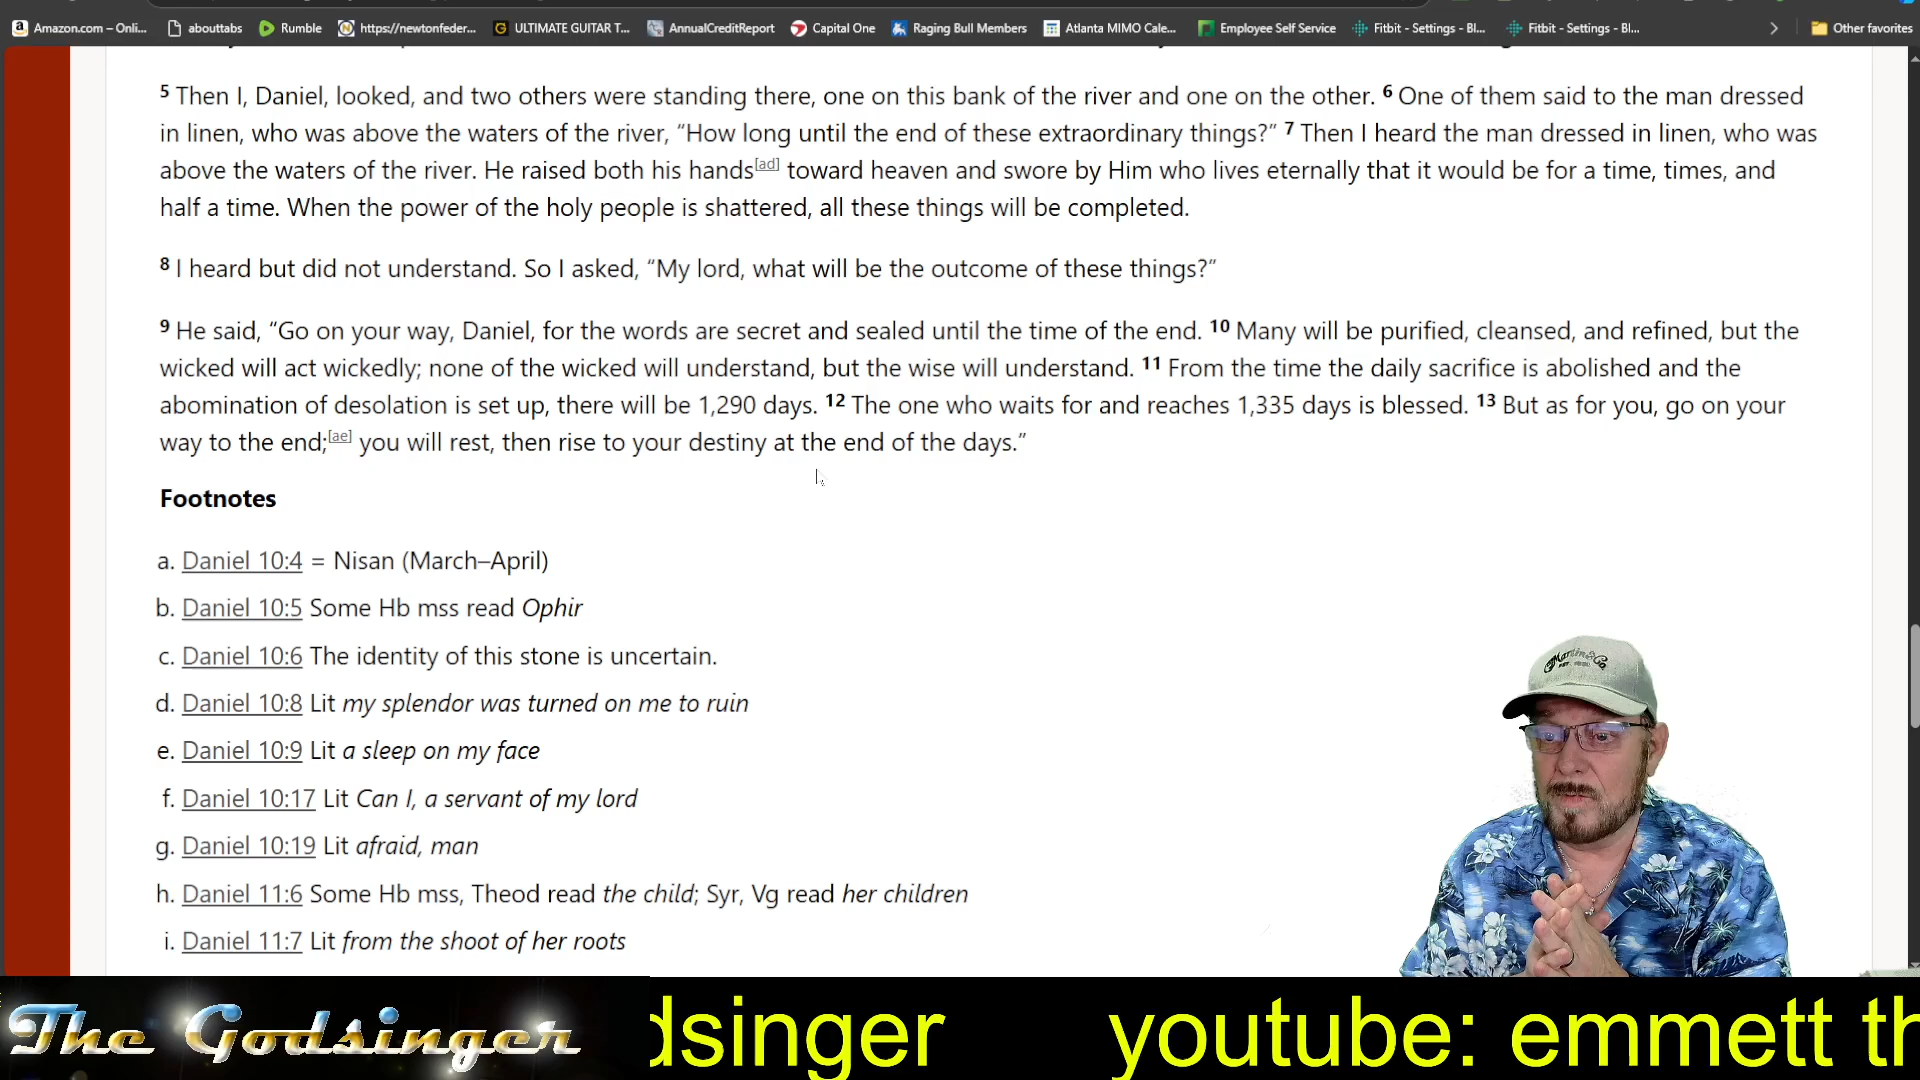 Amazon.com – Onli...
abouttabs
Rumble
https://newtonfeder...
ULTIMATE GUITAR T...
AnnualCreditReport
Capital One
Raging Bull Members
Atlanta MIMO Cale...
Employee Self Service
Fitbit - Settings - Bl...
Fitbit - Settings - Bl...
Other favorites
5 Then I, Daniel, looked, and two others were standing there, one on this bank of the river and one on the other. 6 One of them said to the man dressed
in linen, who was above the waters of the river, “How long until the end of these extraordinary things?” 7 Then I heard the man dressed in linen, who was
above the waters of the river. He raised both his hands[ad] toward heaven and swore by Him who lives eternally that it would be for a time, times, and
half a time. When the power of the holy people is shattered, all these things will be completed.
8 I heard but did not understand. So I asked, “My lord, what will be the outcome of these things?”
9 He said, “Go on your way, Daniel, for the words are secret and sealed until the time of the end. 10 Many will be purified, cleansed, and refined, but the
wicked will act wickedly; none of the wicked will understand, but the wise will understand. 11 From the time the daily sacrifice is abolished and the
abomination of desolation is set up, there will be 1,290 days. 12 The one who waits for and reaches 1,335 days is blessed. 13 But as for you, go on your
way to the end;[ae] you will rest, then rise to your destiny at the end of the days.”
Footnotes
a. Daniel 10:4 = Nisan (March–April)
b. Daniel 10:5 Some Hb mss read Ophir
c. Daniel 10:6 The identity of this stone is uncertain.
d. Daniel 10:8 Lit my splendor was turned on me to ruin
e. Daniel 10:9 Lit a sleep on my face
f. Daniel 10:17 Lit Can I, a servant of my lord
g. Daniel 10:19 Lit afraid, man
h. Daniel 11:6 Some Hb mss, Theod read the child; Syr, Vg read her children
i. Daniel 11:7 Lit from the shoot of her roots
Martin & Co
EST. 1833
The Godsinger
dsinger youtube: emmett th